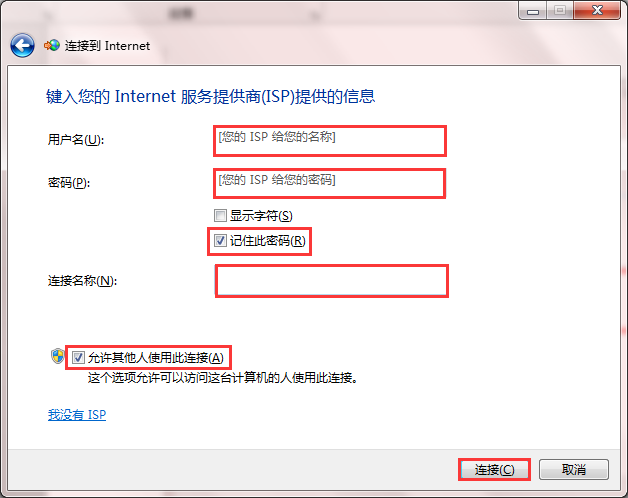 连接到 Internet
键入您的 Internet 服务提供商(ISP)提供的信息
用户名(U):
[您的 ISP 给您的名称]
密码(P):
[您的 ISP 给您的密码]
显示字符(S)
记住此密码(R)
连接名称(N):
允许其他人使用此连接(A)
这个选项允许可以访问这台计算机的人使用此连接。
我没有 ISP
连接(C)
取消